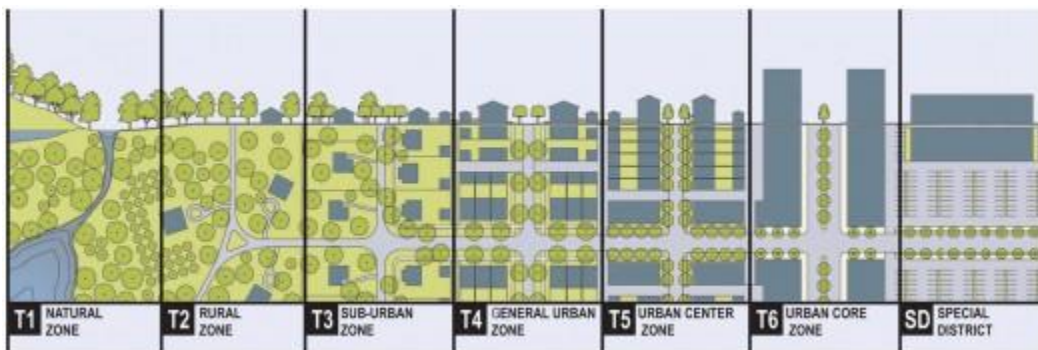 T1 NATURAL
ZONE
T2 RURAL
ZONE
T3 SUB-URBAN
ZONE
T4 GENERAL URBAN
ZONE
T5 URBAN CENTER
ZONE
T6 URBAN CORE
ZONE
SD SPECIAL
DISTRICT